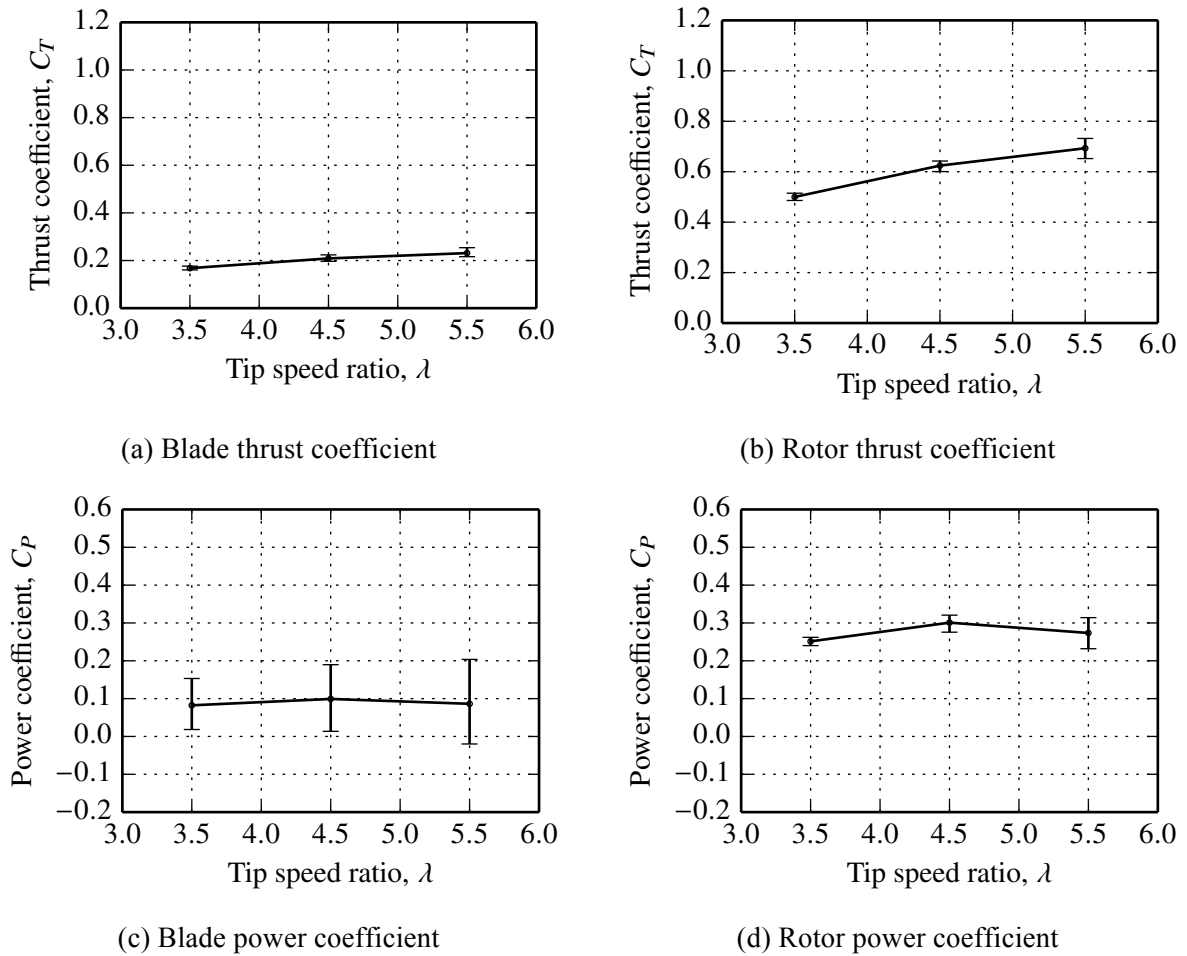 1.2
1.0
0.8
0.6
0.4
0.2
0.0
Thrust coefficient, C_T
3.0 3.5 4.0 4.5 5.0 5.5 6.0
Tip speed ratio, λ
(a) Blade thrust coefficient
1.2
1.0
0.8
0.6
0.4
0.2
0.0
Thrust coefficient, C_T
3.0 3.5 4.0 4.5 5.0 5.5 6.0
Tip speed ratio, λ
(b) Rotor thrust coefficient
0.6
0.5
0.4
0.3
0.2
0.1
0.0
−0.1
−0.2
Power coefficient, C_P
3.0 3.5 4.0 4.5 5.0 5.5 6.0
Tip speed ratio, λ
(c) Blade power coefficient
0.6
0.5
0.4
0.3
0.2
0.1
0.0
−0.1
−0.2
Power coefficient, C_P
3.0 3.5 4.0 4.5 5.0 5.5 6.0
Tip speed ratio, λ
(d) Rotor power coefficient